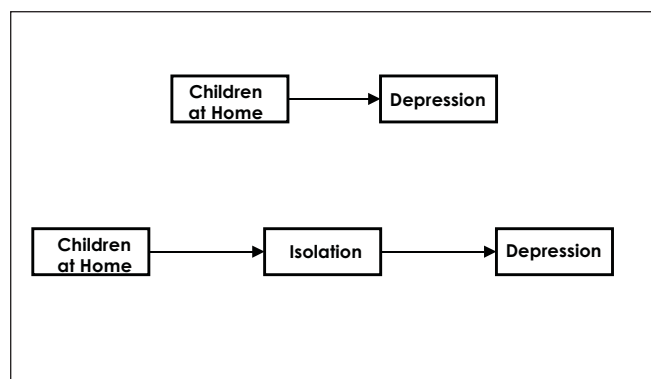 Children
at Home
Depression
Children
at Home
Isolation
Depression